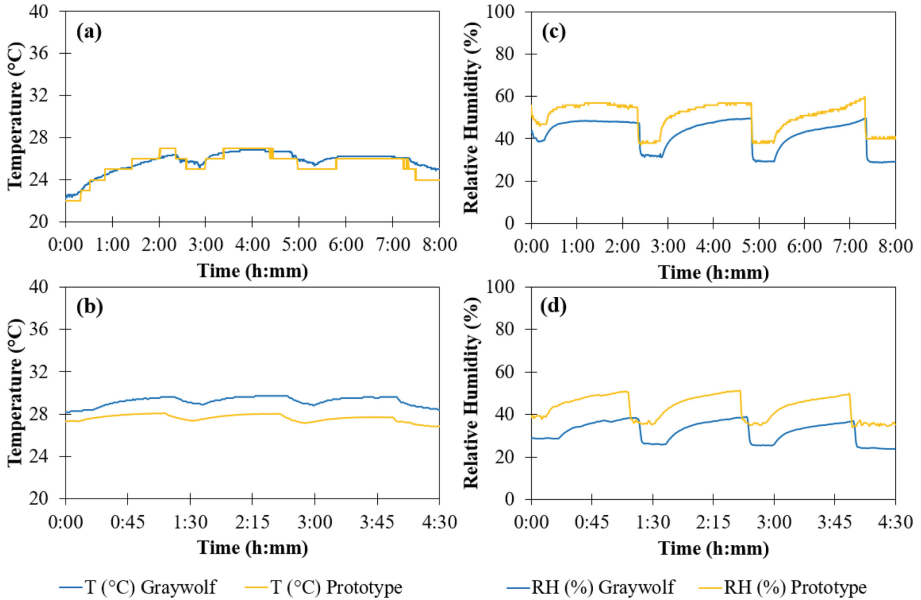 (a)
Temperature (°C)
40
36
32
28
24
20
0:00 1:00 2:00 3:00 4:00 5:00 6:00 7:00 8:00
Time (h:mm)
(c)
Relative Humidity (%)
100
80
60
40
20
0
0:00 1:00 2:00 3:00 4:00 5:00 6:00 7:00 8:00
Time (h:mm)
(b)
Temperature (°C)
40
36
32
28
24
20
0:00 0:45 1:30 2:15 3:00 3:45 4:30
Time (h:mm)
(d)
Relative Humidity (%)
100
80
60
40
20
0
0:00 0:45 1:30 2:15 3:00 3:45 4:30
Time (h:mm)
T (°C) Graywolf T (°C) Prototype
RH (%) Graywolf RH (%) Prototype